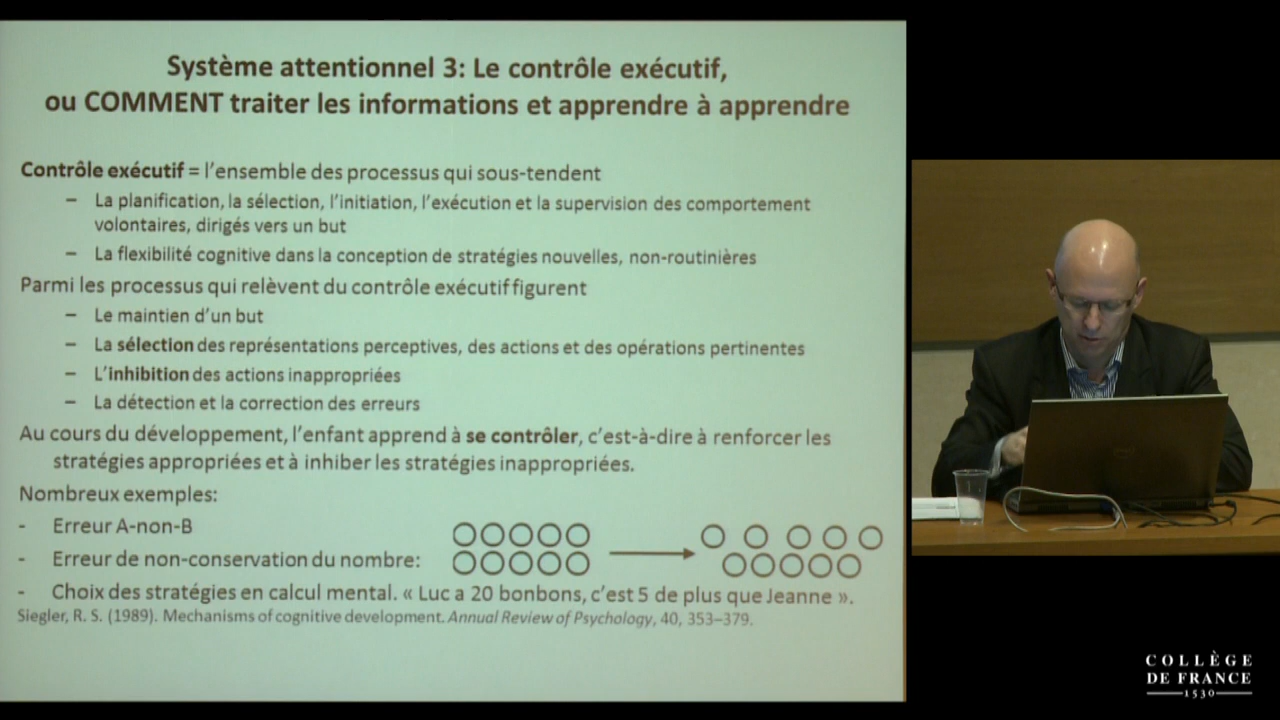 Système attentionnel 3: Le contrôle exécutif,
ou COMMENT traiter les informations et apprendre à apprendre
Contrôle exécutif = l'ensemble des processus qui sous-tendent
– La planification, la sélection, l'initiation, l'exécution et la supervision des comportement
volontaires, dirigés vers un but
– La flexibilité cognitive dans la conception de stratégies nouvelles, non-routinières
Parmi les processus qui relèvent du contrôle exécutif figurent
– Le maintien d'un but
– La sélection des représentations perceptives, des actions et des opérations pertinentes
– L'inhibition des actions inappropriées
– La détection et la correction des erreurs
Au cours du développement, l'enfant apprend à se contrôler, c'est-à-dire à renforcer les
stratégies appropriées et à inhiber les stratégies inappropriées.
Nombreux exemples:
- Erreur A-non-B
- Erreur de non-conservation du nombre:
- Choix des stratégies en calcul mental. « Luc a 20 bonbons, c'est 5 de plus que Jeanne ».
Siegler, R. S. (1989). Mechanisms of cognitive development. Annual Review of Psychology, 40, 353–379.
COLLÈGE
DE FRANCE
1530